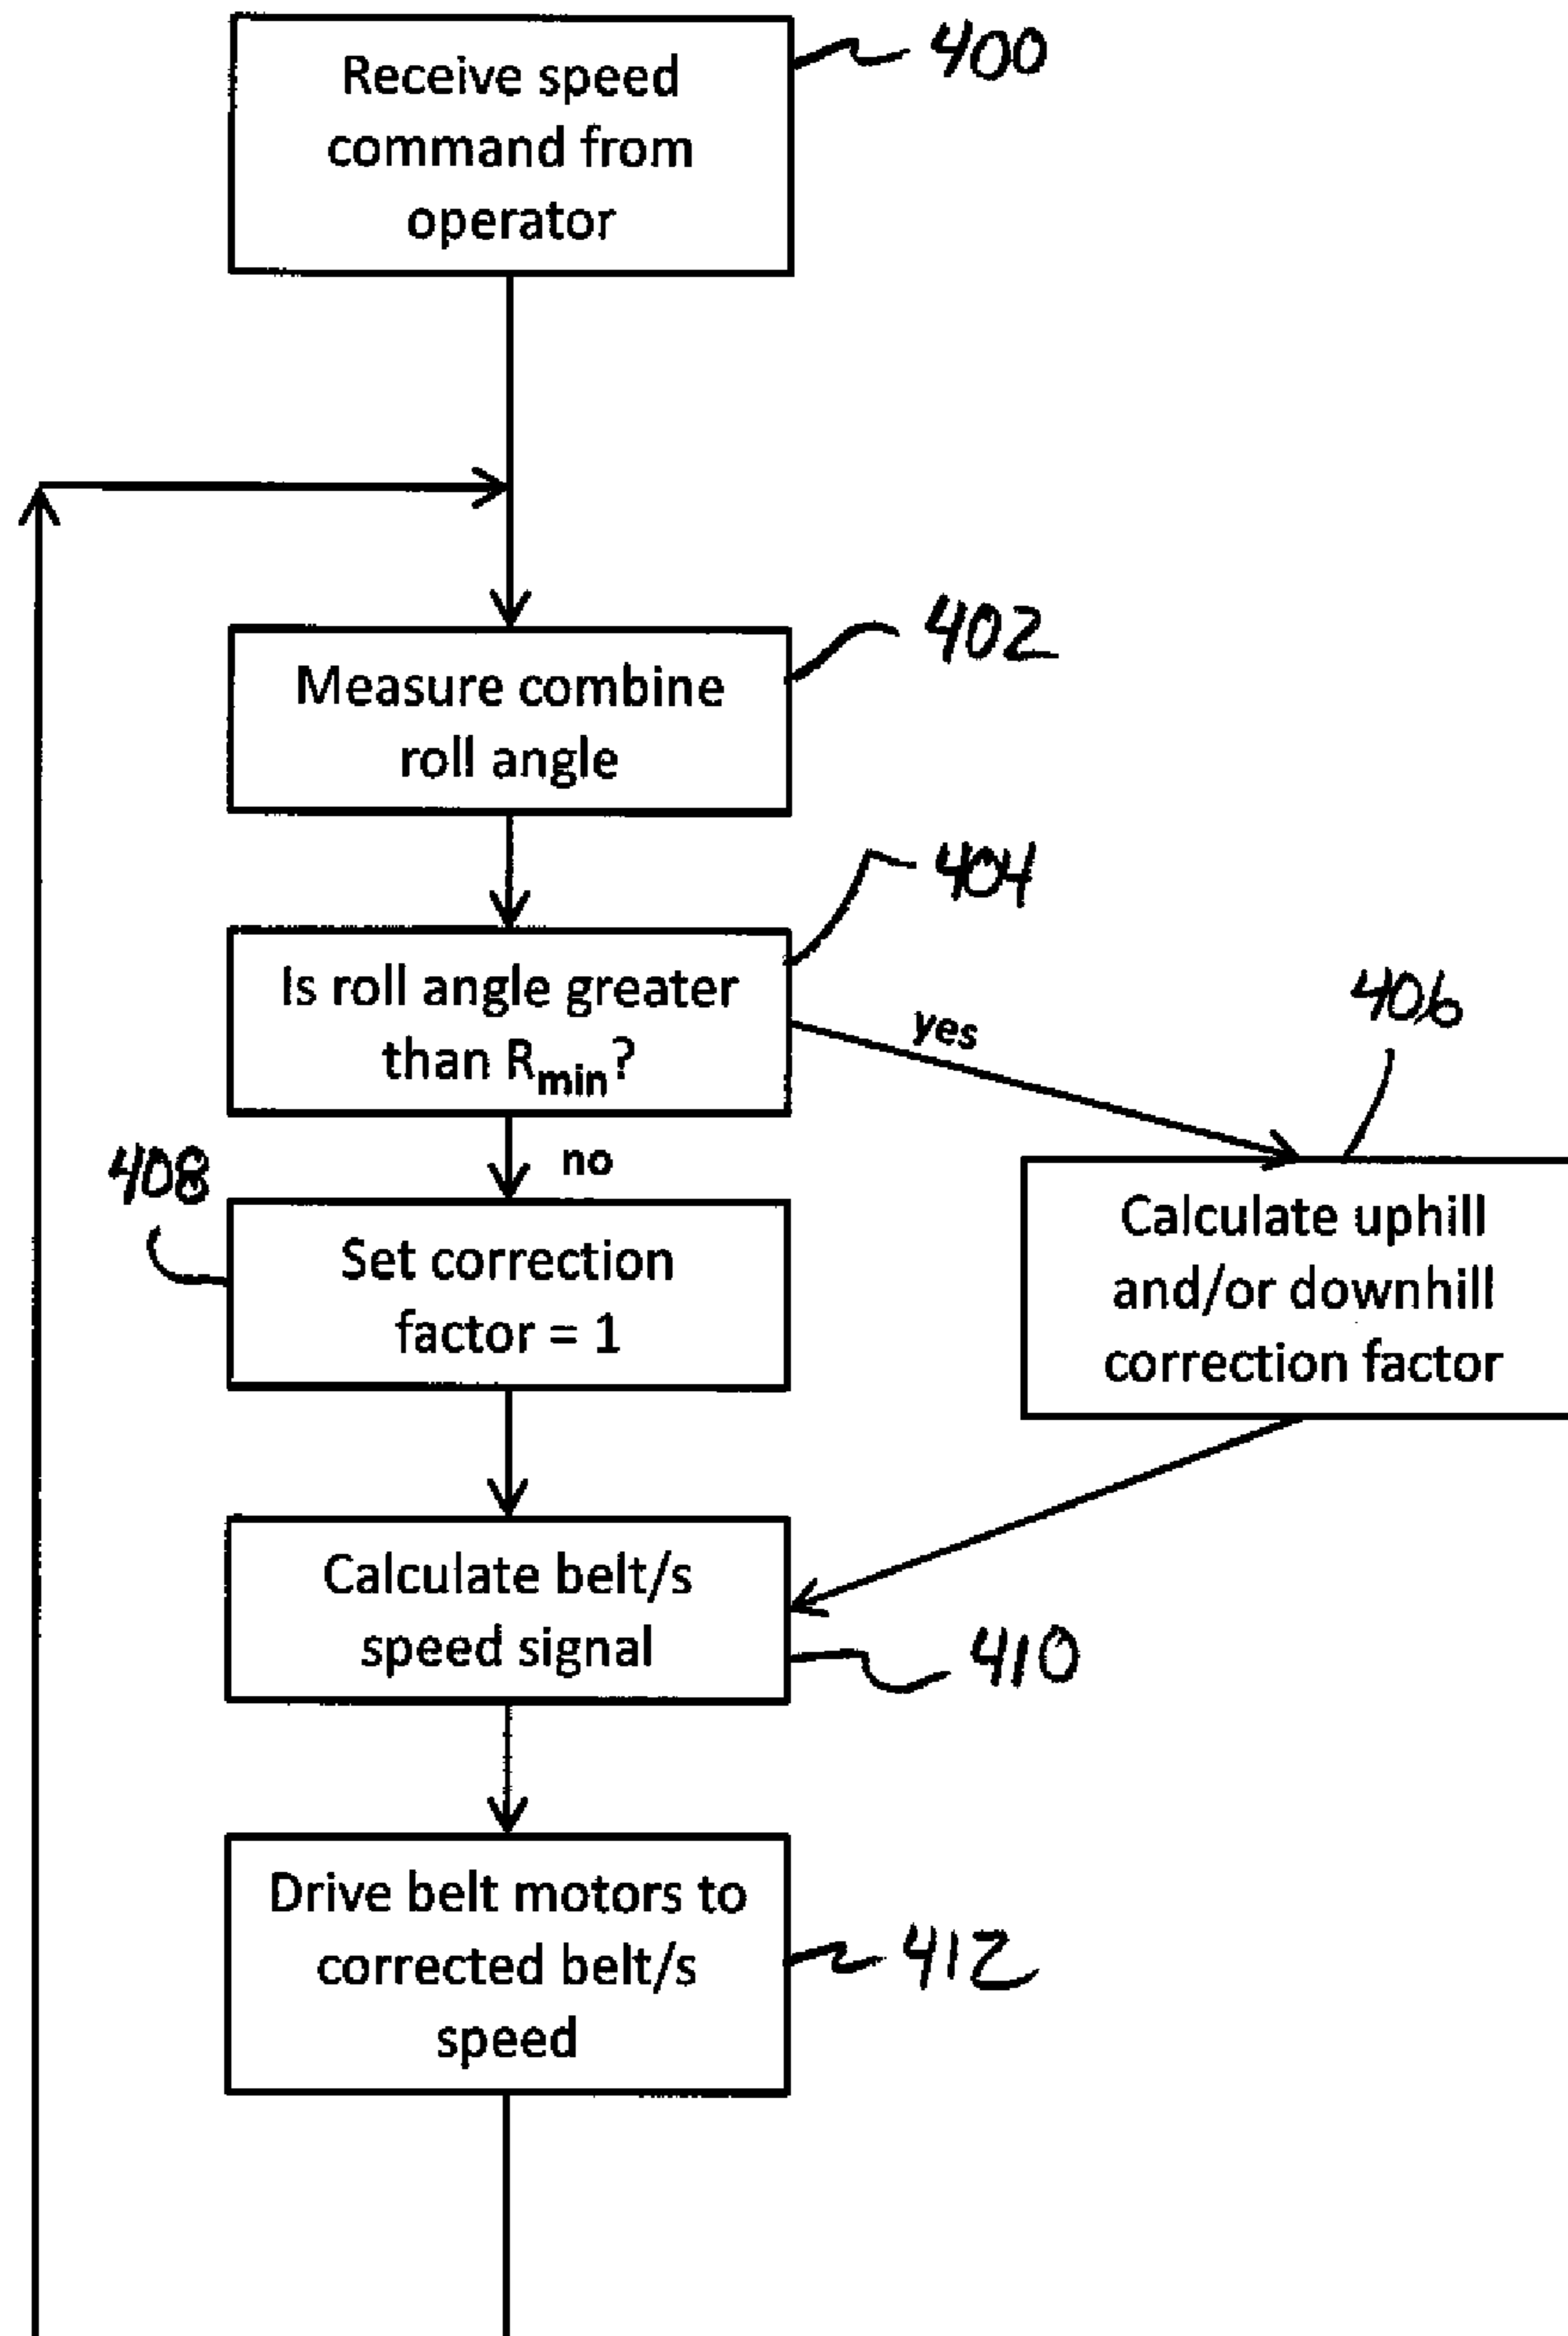 Receive speed
command from
operator
400
Measure combine
roll angle
402
Is roll angle greater
than Rmin?
404
yes
406
no
408
Set correction
factor = 1
Calculate uphill
and/or downhill
correction factor
Calculate belt/s
speed signal
410
Drive belt motors to
corrected belt/s
speed
412